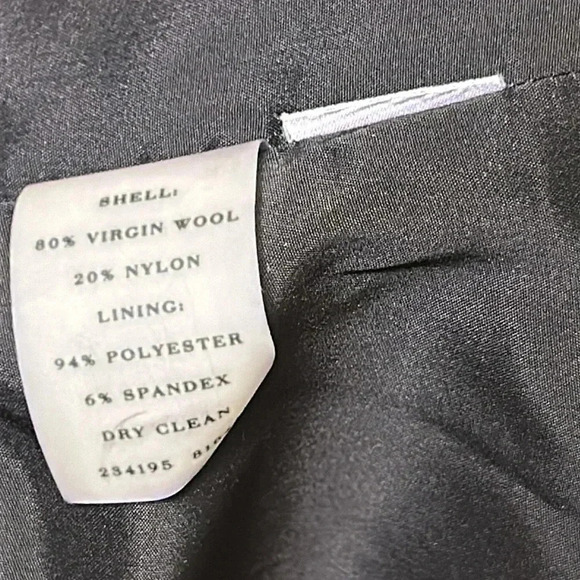 SHELL:
80% VIRGIN WOOL
20% NYLON
LINING:
94% POLYESTER
6% SPANDEX
DRY CLEAN
234195